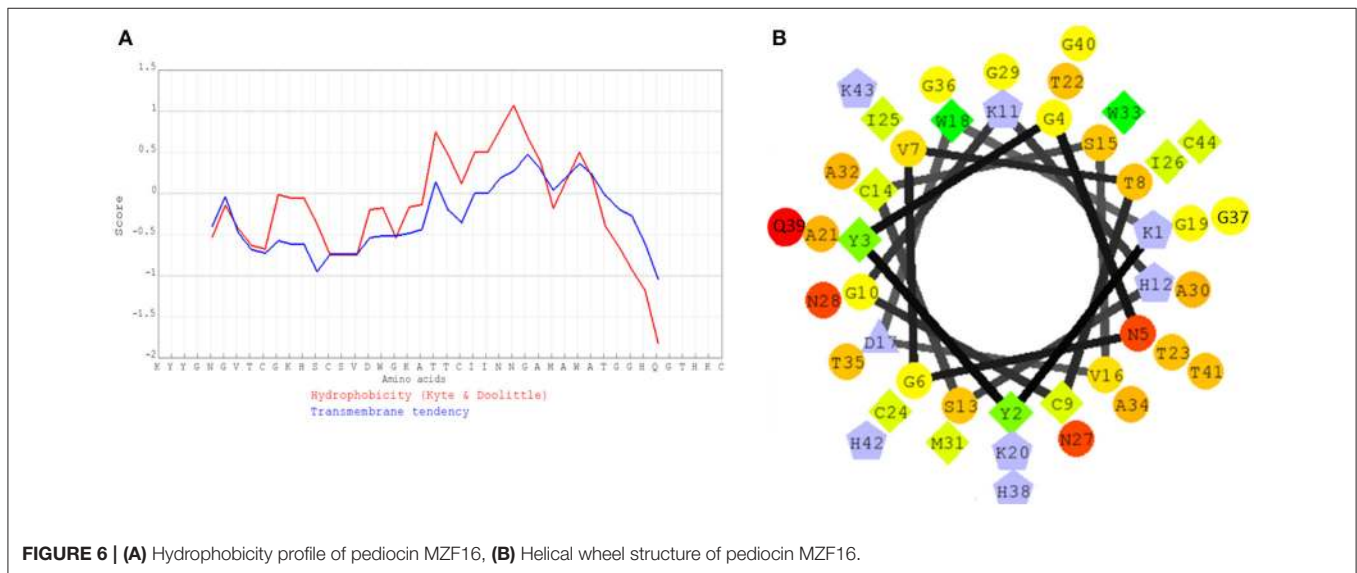 A
1.5
1
0.5
0
-0.5
-1
-1.5
-2
Score
K Y Y G N G V T C G K H S C S V D W G K A T T C I I N N G A M A W A T G G H Q G T H K C
Amino acids
Hydrophobicity (Kyte & Doolittle)
Transmembrane tendency
B
G40
G36 G29 T22
K43 K11 W33
I25 W18 G4
V7 S15 C44
A32 C14 T8 I26
Q39 A21 Y3 K1 G19 G37
N28 G10 H12 A30
D17 N5
T35 T23 T41
G6 V16
C24 S13 Y2 C9 A34
H42 M31 K20 N27
H38
FIGURE 6 | (A) Hydrophobicity profile of pediocin MZF16, (B) Helical wheel structure of pediocin MZF16.